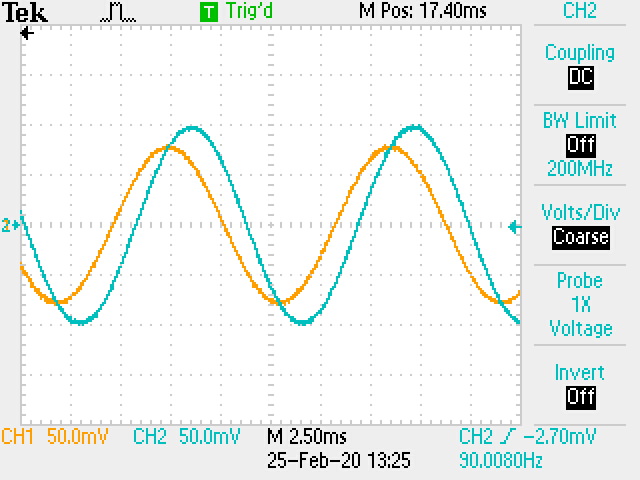 Tek T Trig'd M Pos: 17.40ms CH2
Coupling
DC
BW Limit
Off
200MHz
2
Volts/Div
Coarse
Probe
1X
Voltage
Invert
Off
CH1 50.0mV CH2 50.0mV M 2.50ms CH2 -2.70mV
25-Feb-20 13:25 90.0080Hz